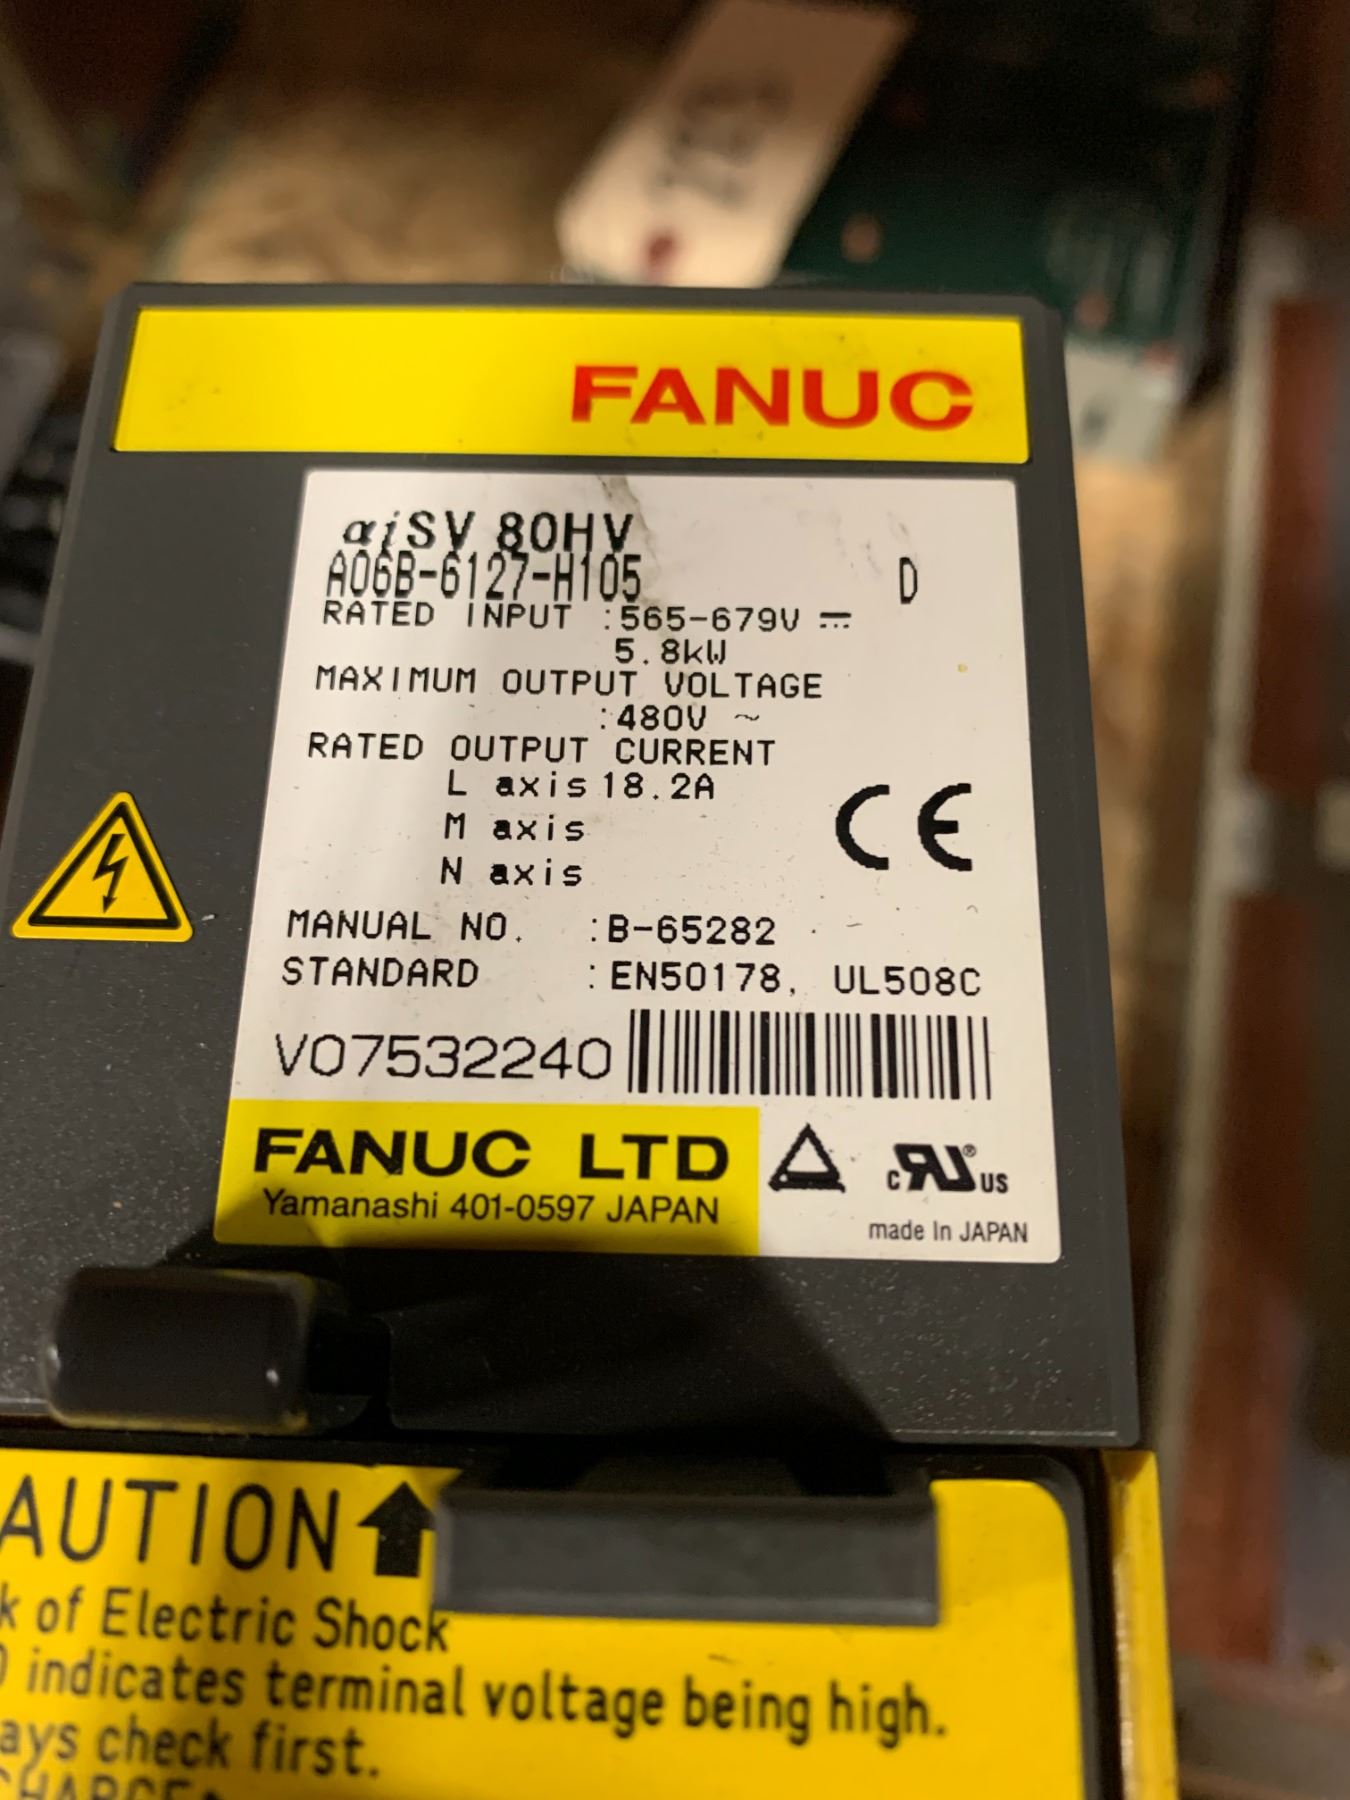 FANUC
αiSV 80HV
A06B-6127-H105 D
RATED INPUT :565-679V ⎓
5.8kW
MAXIMUM OUTPUT VOLTAGE
:480V ~
RATED OUTPUT CURRENT
L axis 18.2A
M axis
N axis
CE
MANUAL NO. :B-65282
STANDARD :EN50178, UL508C
V07532240
FANUC LTD
Yamanashi 401-0597 JAPAN
c RU ® US
made In JAPAN
AUTION
k of Electric Shock
indicates terminal voltage being high.
ays check first.